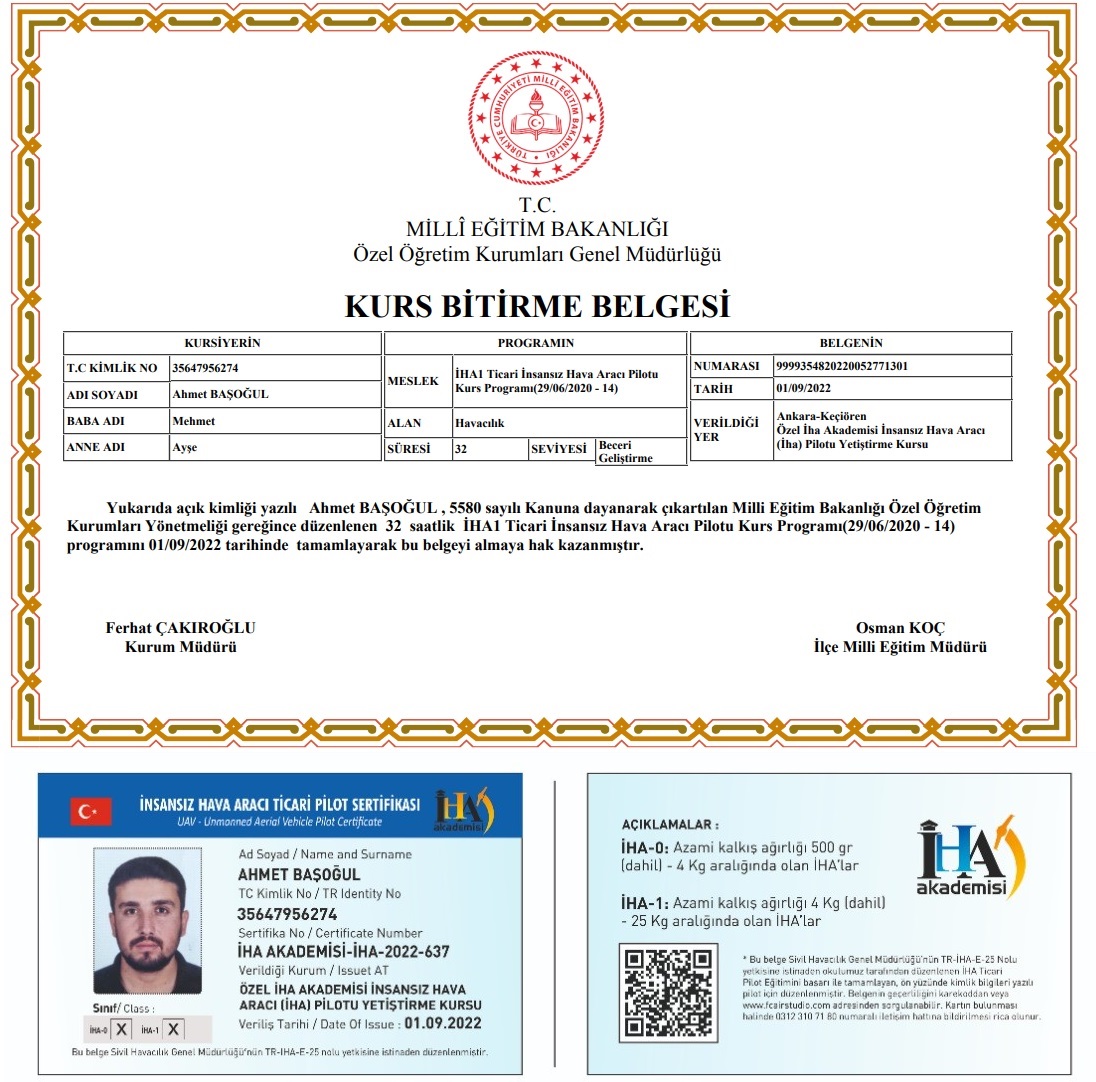 TÜRKİYE CUMHURİYETİ MİLLÎ EĞİTİM BAKANLIĞI
T.C.
MİLLÎ EĞİTİM BAKANLIĞI
Özel Öğretim Kurumları Genel Müdürlüğü
KURS BİTİRME BELGESİ
KURSİYERİN
T.C KİMLİK NO 35647956274
ADI SOYADI Ahmet BAŞOĞUL
BABA ADI Mehmet
ANNE ADI Ayşe
PROGRAMIN
MESLEK İHA1 Ticari İnsansız Hava Aracı Pilotu
Kurs Programı(29/06/2020 - 14)
ALAN Havacılık
SÜRESİ 32 SEVİYESİ Beceri
Geliştirme
BELGENİN
NUMARASI 9999354820220052771301
TARİH 01/09/2022
VERİLDİĞİ YER Ankara-Keçiören
Özel İha Akademisi İnsansız Hava Aracı
(İha) Pilotu Yetiştirme Kursu
Yukarıda açık kimliği yazılı Ahmet BAŞOĞUL , 5580 sayılı Kanuna dayanarak çıkartılan Milli Eğitim Bakanlığı Özel Öğretim
Kurumları Yönetmeliği gereğince düzenlenen 32 saatlik İHA1 Ticari İnsansız Hava Aracı Pilotu Kurs Programı(29/06/2020 - 14)
programını 01/09/2022 tarihinde tamamlayarak bu belgeyi almaya hak kazanmıştır.
Ferhat ÇAKIROĞLU
Kurum Müdürü
Osman KOÇ
İlçe Milli Eğitim Müdürü
İNSANSIZ HAVA ARACI TİCARİ PİLOT SERTİFİKASI
UAV - Unmanned Aerial Vehicle Pilot Certificate
İHA
akademisi
Ad Soyad / Name and Surname
AHMET BAŞOĞUL
TC Kimlik No / TR Identity No
35647956274
Sertifika No / Certificate Number
İHA AKADEMİSİ-İHA-2022-637
Verildiği Kurum / Issuet AT
ÖZEL İHA AKADEMİSİ İNSANSIZ HAVA
ARACI (İHA) PİLOTU YETİŞTİRME KURSU
Veriliş Tarihi / Date Of Issue : 01.09.2022
Sınıf/ Class :
İHA-0 X İHA-1 X
Bu belge Sivil Havacılık Genel Müdürlüğü'nün TR-İHA-E-25 nolu yetkisine istinaden düzenlenmiştir.
AÇIKLAMALAR :
İHA-0: Azami kalkış ağırlığı 500 gr
(dahil) - 4 Kg aralığında olan İHA'lar
İHA-1: Azami kalkış ağırlığı 4 Kg (dahil)
- 25 Kg aralığında olan İHA'lar
İHA
akademisi
* Bu belge Sivil Havacılık Genel Müdürlüğü'nün TR-İHA-E-25 Nolu
yetkisine istinaden okulumuz tarafından düzenlenen İHA Ticari
Pilot Eğitimini başarı ile tamamlayan, ön yüzünde kimlik bilgileri yazılı
pilot için düzenlenmiştir. Belgenin geçerliliğini karekoddan veya
www.fcairstudio.com adresinden sorgulanabilir. Kartın bulunması
halinde 0312 310 71 80 numaralı iletişim hattına bildirilmesi rica olunur.